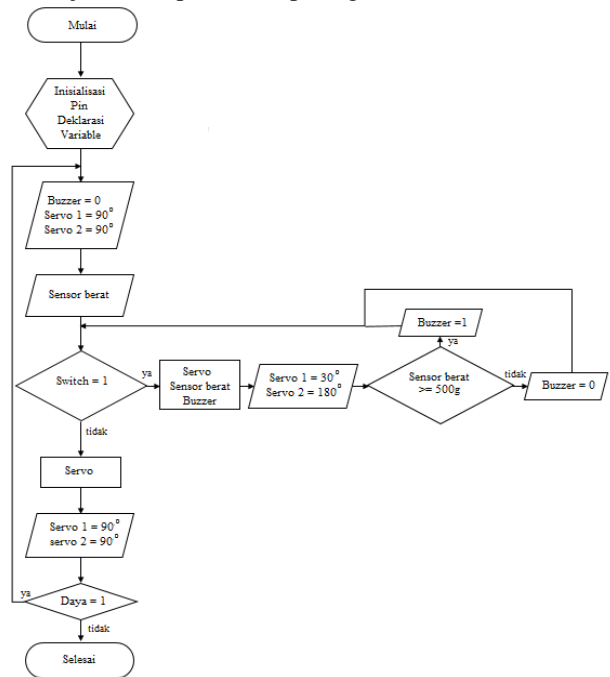 Mulai
Inisialisasi
Pin
Deklarasi
Variable
Buzzer = 0
Servo 1 = 90°
Servo 2 = 90°
Sensor berat
Switch = 1
ya
Servo
Sensor berat
Buzzer
Servo 1 = 30°
Servo 2 = 180°
Sensor berat
>= 500g
ya
Buzzer =1
tidak
Buzzer = 0
tidak
Servo
Servo 1 = 90°
servo 2 = 90°
Daya = 1
ya
tidak
Selesai